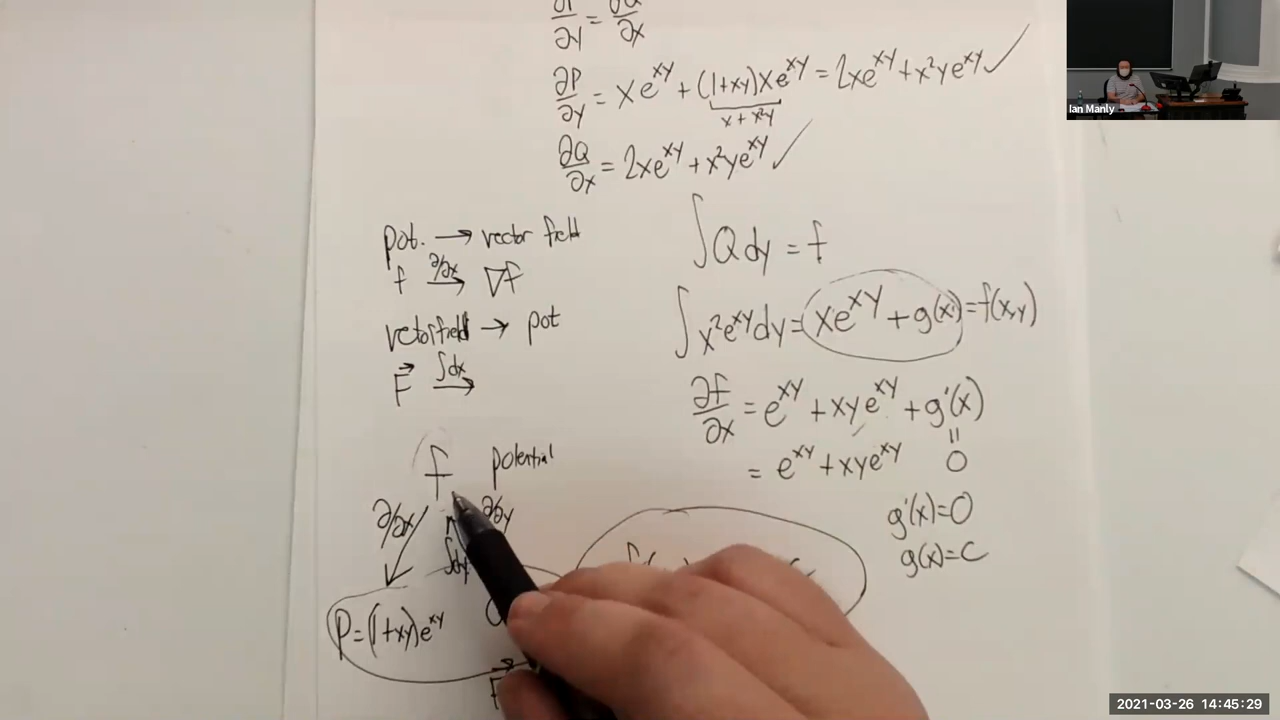 ∂P/∂y = ∂Q/∂x
∂P/∂y = xe^xy + (1+xy)xe^xy = 2xe^xy + x²ye^xy ✓
x + x²y
∂Q/∂x = 2xe^xy + x²ye^xy ✓
pot. → vector field
f ∂/∂x → ∇f
vector field → pot
F ∫dx →
∫Q dy = f
∫x²e^xy dy = xe^xy + g(x) = f(x,y)
∂f/∂x = e^xy + xye^xy + g'(x)
= e^xy + xye^xy
=
0
g'(x)=0
g(x)=C
f potential
∂/∂x
∂/∂y
∫dy
P=(1+xy)e^xy
F
Ian Manly
2021-03-26 14:45:29